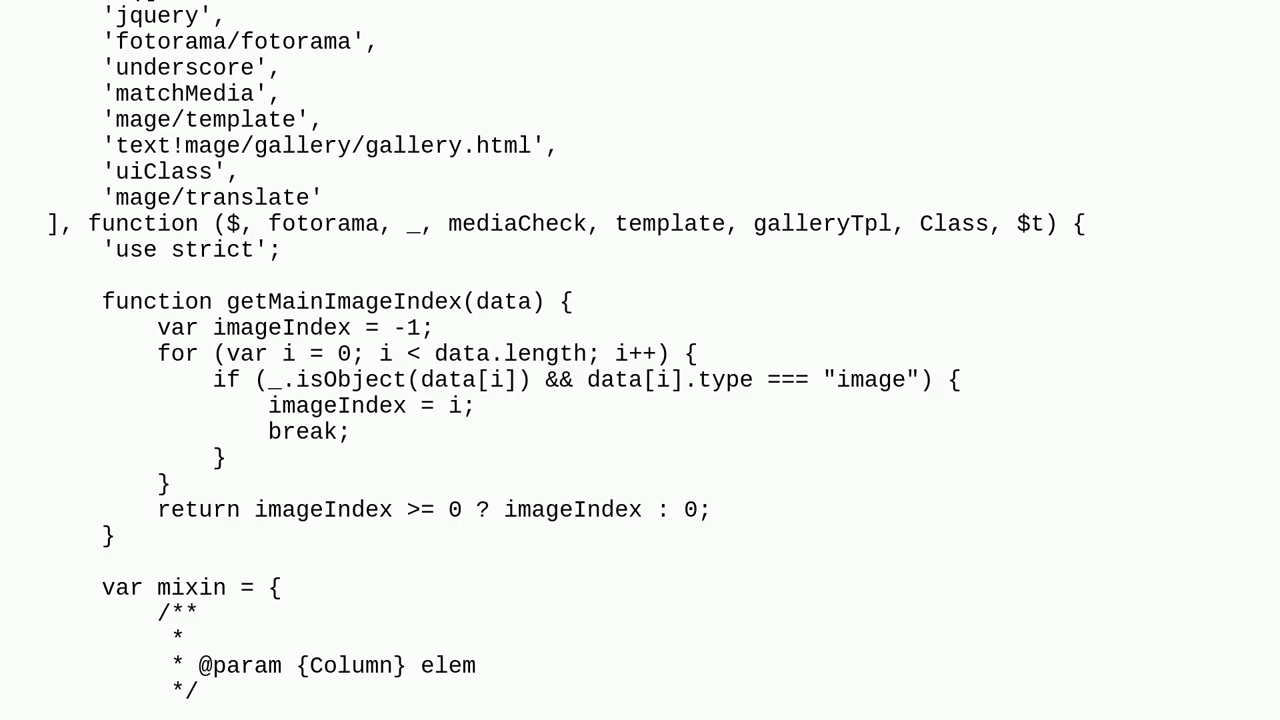 'jquery',
    'fotorama/fotorama',
    'underscore',
    'matchMedia',
    'mage/template',
    'text!mage/gallery/gallery.html',
    'uiClass',
    'mage/translate'
], function ($, fotorama, _, mediaCheck, template, galleryTpl, Class, $t) {
    'use strict';

    function getMainImageIndex(data) {
        var imageIndex = -1;
        for (var i = 0; i < data.length; i++) {
            if (_.isObject(data[i]) && data[i].type === "image") {
                imageIndex = i;
                break;
            }
        }
        return imageIndex >= 0 ? imageIndex : 0;
    }

    var mixin = {
        /**
         *
         * @param {Column} elem
         */